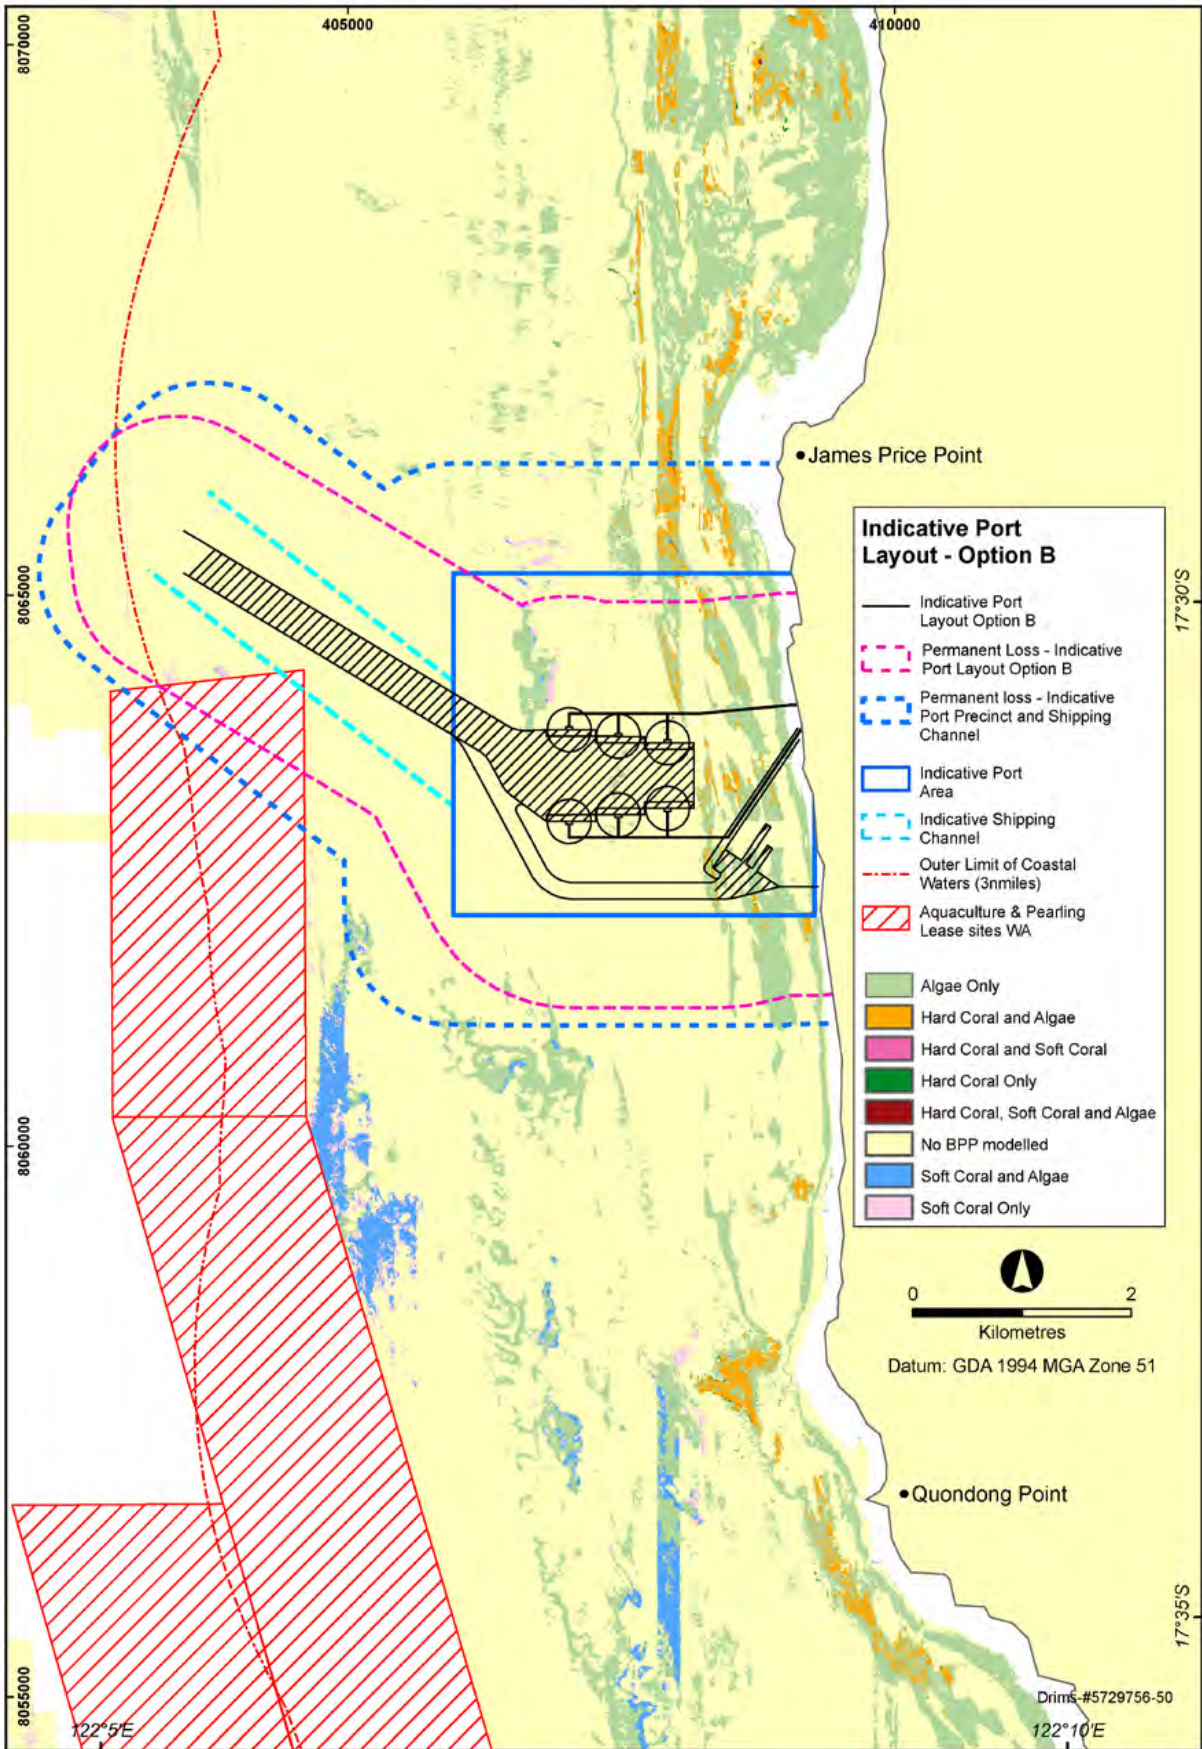 405000
410000
8070000
James Price Point
Indicative Port
Layout - Option B
Indicative Port
Layout Option B
Permanent Loss - Indicative
Port Layout Option B
Permanent loss - Indicative
Port Precinct and Shipping
Channel
Indicative Port
Area
Indicative Shipping
Channel
Outer Limit of Coastal
Waters (3nmiles)
Aquaculture & Pearling
Lease sites WA
Algae Only
Hard Coral and Algae
Hard Coral and Soft Coral
Hard Coral Only
Hard Coral, Soft Coral and Algae
No BPP modelled
Soft Coral and Algae
Soft Coral Only
8065000
17°30'S
8060000
0 2
Kilometres
Datum: GDA 1994 MGA Zone 51
Quondong Point
17°35'S
8055000
Drims-#5729756-50
122°5'E
122°10'E